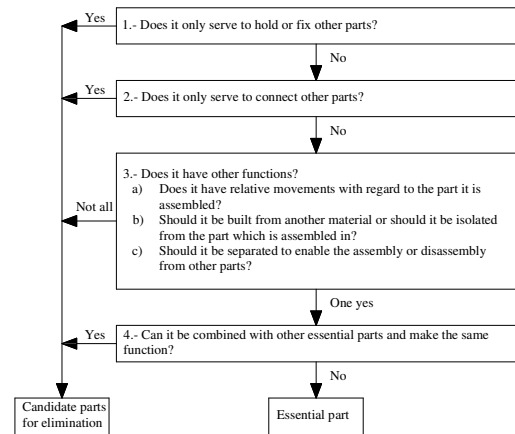 Yes
1.- Does it only serve to hold or fix other parts?
No
Yes
2.- Does it only serve to connect other parts?
No
3.- Does it have other functions?
a) Does it have relative movements with regard to the part it is
assembled?
Not all
b) Should it be built from another material or should it be isolated
from the part which is assembled in?
c) Should it be separated to enable the assembly or disassembly
from other parts?
One yes
Yes
4.- Can it be combined with other essential parts and make the same
function?
No
Candidate parts
for elimination
Essential part